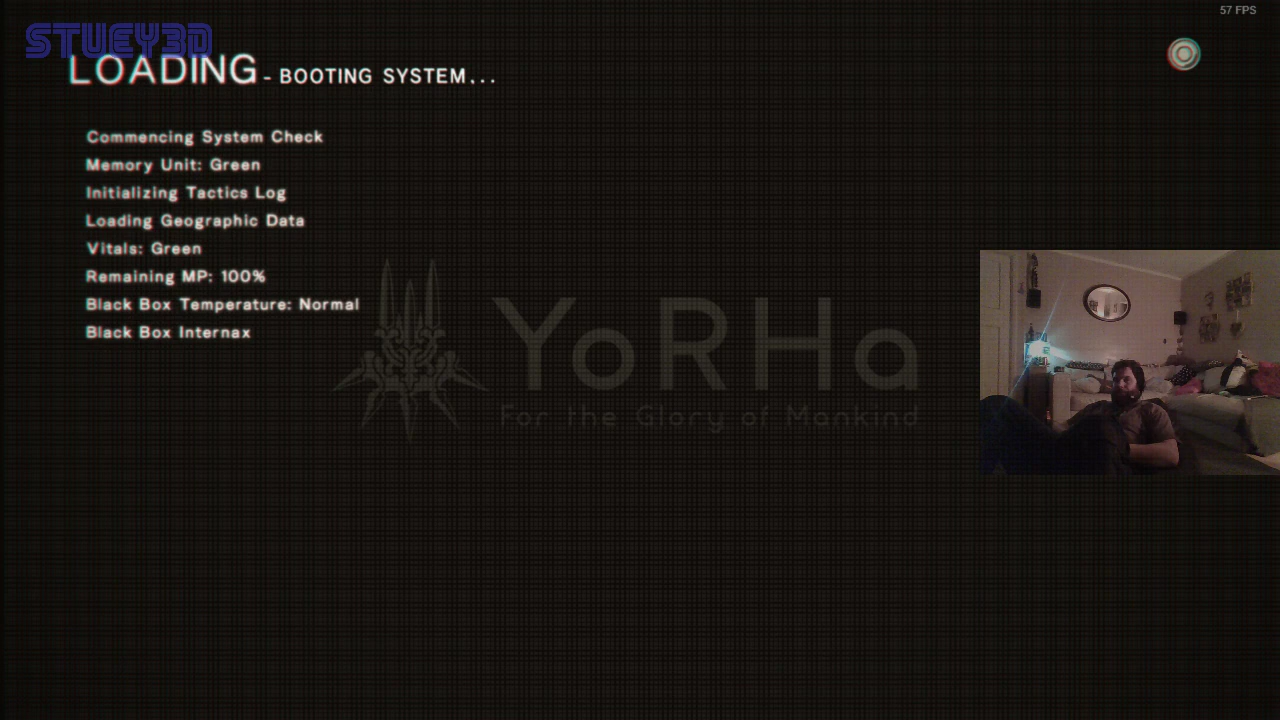 57 FPS
STUEY3D
LOADING - BOOTING SYSTEM...
Commencing System Check
Memory Unit: Green
Initializing Tactics Log
Loading Geographic Data
Vitals: Green
Remaining MP: 100%
Black Box Temperature: Normal
Black Box Internax
YoRHa
For the Glory of Mankind